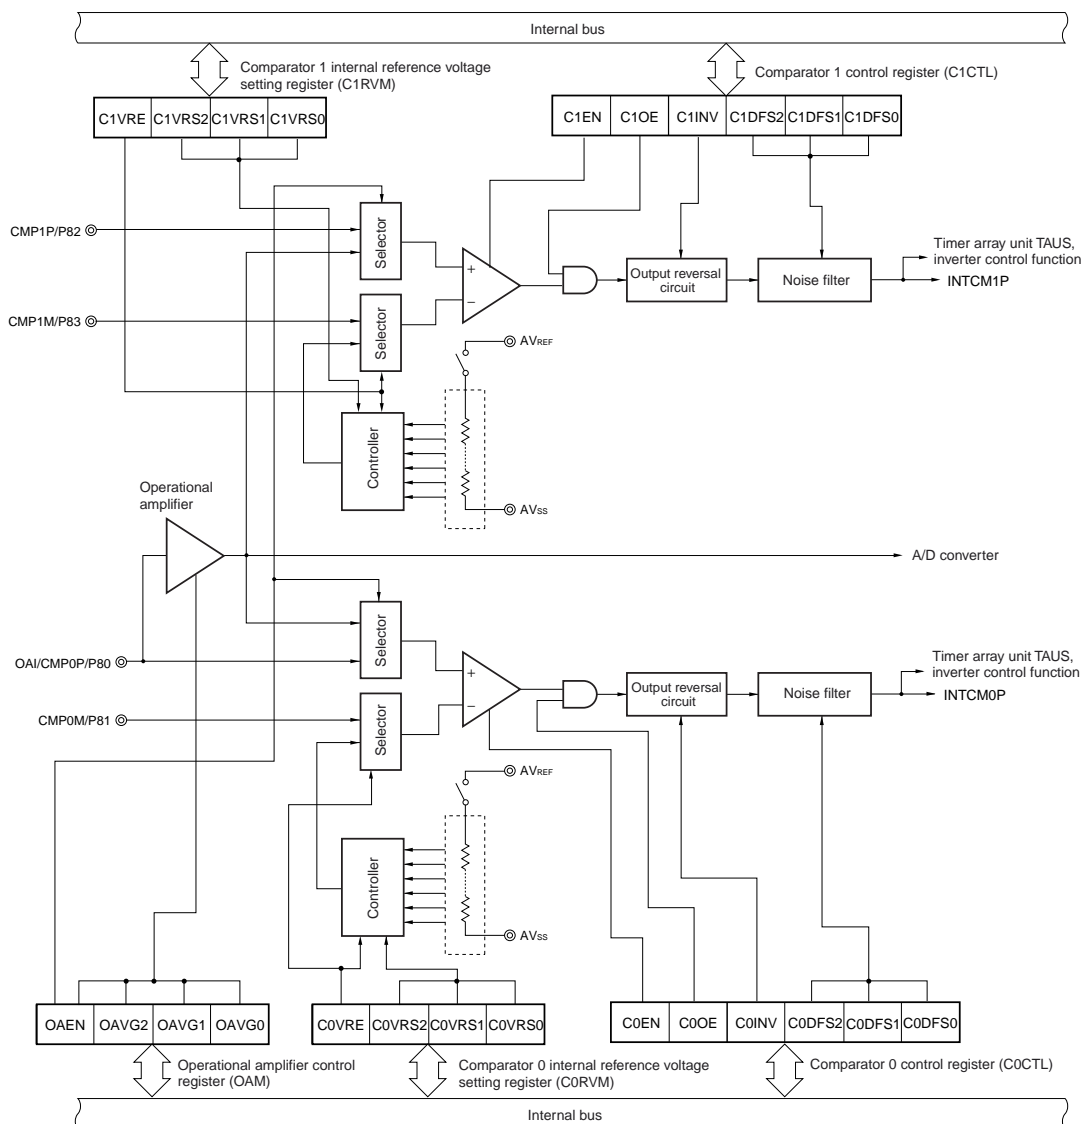 Internal bus
Comparator 1 internal reference voltage
setting register (C1RVM)
Comparator 1 control register (C1CTL)
C1VRE C1VRS2 C1VRS1 C1VRS0
C1EN C1OE C1INV C1DFS2 C1DFS1 C1DFS0
CMP1P/P82
Selector
+
−
Output reversal
circuit
Noise filter
Timer array unit TAUS,
inverter control function
INTCM1P
CMP1M/P83
Selector
AVREF
Controller
AVSS
Operational
amplifier
A/D converter
Selector
OAI/CMP0P/P80
+
−
Output reversal
circuit
Noise filter
Timer array unit TAUS,
inverter control function
INTCM0P
CMP0M/P81
Selector
AVREF
Controller
AVSS
OAEN OAVG2 OAVG1 OAVG0
C0VRE C0VRS2 C0VRS1 C0VRS0
C0EN C0OE C0INV C0DFS2 C0DFS1 C0DFS0
Operational amplifier control
register (OAM)
Comparator 0 internal reference voltage
setting register (C0RVM)
Comparator 0 control register (C0CTL)
Internal bus